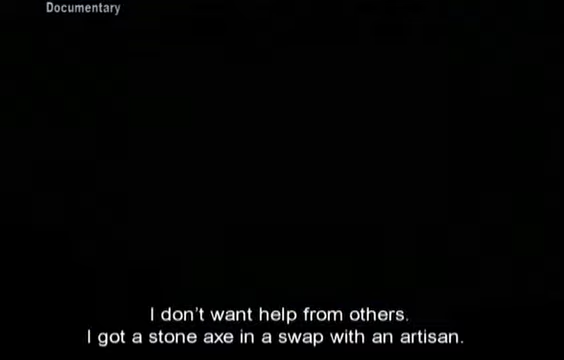 Documentary
I don't want help from others.
I got a stone axe in a swap with an artisan.